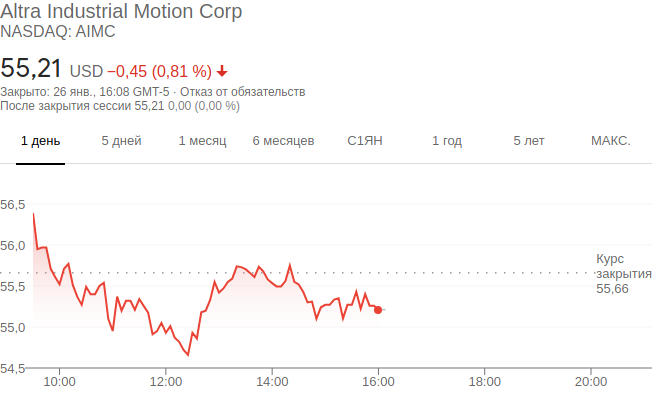 Altra Industrial Motion Corp
NASDAQ: AIMC
55,21 USD −0,45 (0,81 %)
Закрыто: 26 янв., 16:08 GMT-5 · Отказ от обязательств
После закрытия сессии 55,21 0,00 (0,00 %)
1 день 5 дней 1 месяц 6 месяцев С1ЯН 1 год 5 лет МАКС.
56,5
56,0
Курс
закрытия
55,66
55,5
55,0
54,5
10:00 12:00 14:00 16:00 18:00 20:00